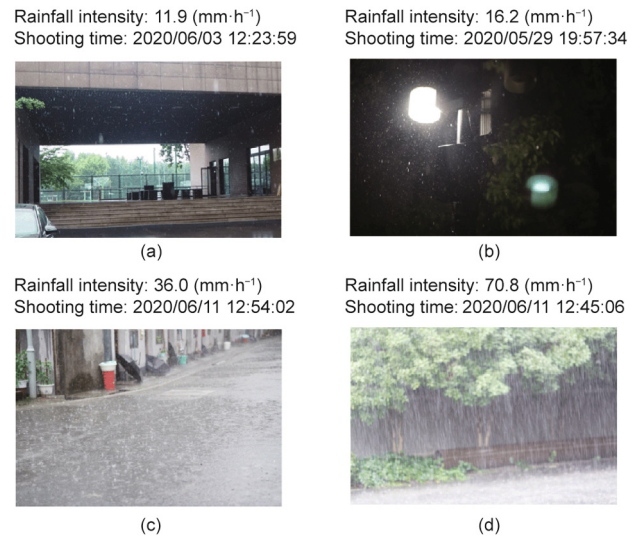 Rainfall intensity: 11.9 (mm·h⁻¹)
Shooting time: 2020/06/03 12:23:59
Rainfall intensity: 16.2 (mm·h⁻¹)
Shooting time: 2020/05/29 19:57:34
(a)
(b)
Rainfall intensity: 36.0 (mm·h⁻¹)
Shooting time: 2020/06/11 12:54:02
Rainfall intensity: 70.8 (mm·h⁻¹)
Shooting time: 2020/06/11 12:45:06
(c)
(d)